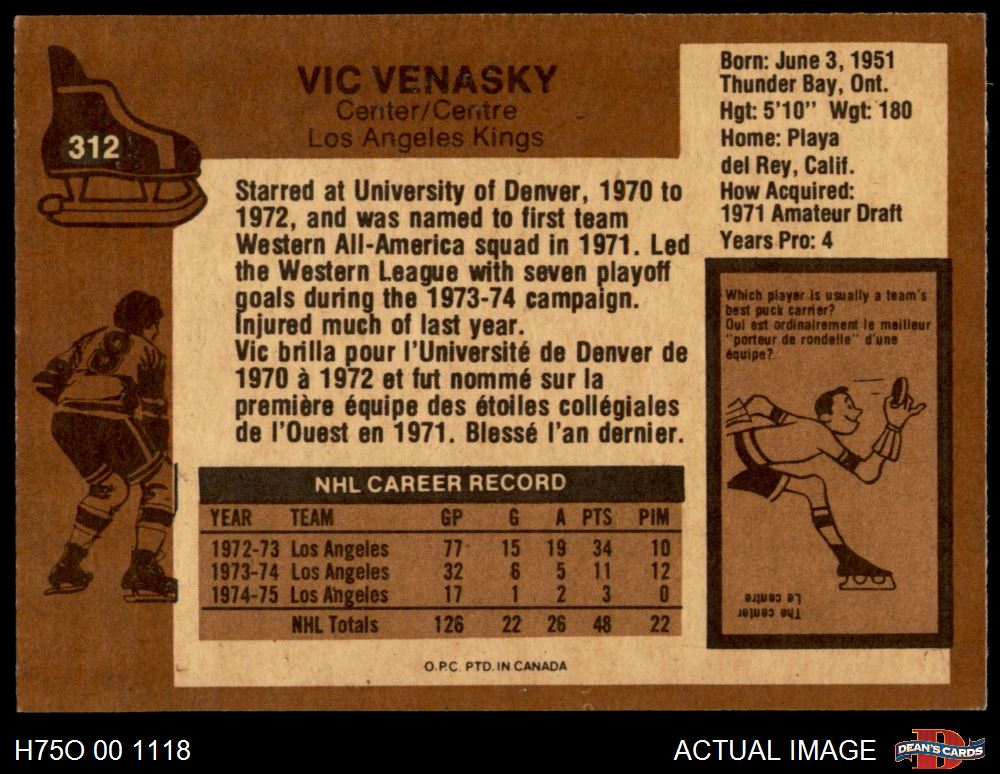 312
VIC VENASKY
Center/Centre
Los Angeles Kings
Born: June 3, 1951
Thunder Bay, Ont.
Hgt: 5'10" Wgt: 180
Home: Playa
del Rey, Calif.
How Acquired:
1971 Amateur Draft
Years Pro: 4
Starred at University of Denver, 1970 to
1972, and was named to first team
Western All-America squad in 1971. Led
the Western League with seven playoff
goals during the 1973-74 campaign.
Injured much of last year.
Vic brilla pour l'Université de Denver de
1970 à 1972 et fut nommé sur la
première équipe des étoiles collégiales
de l'Ouest en 1971. Blessé l'an dernier.
Which player is usually a team's
best puck carrier?
Qui est ordinairement le meilleur
"porteur de rondelle" d'une
équipe?
The center
Le centre
NHL CAREER RECORD
YEAR TEAM GP G A PTS PIM
1972-73 Los Angeles 77 15 19 34 10
1973-74 Los Angeles 32 6 5 11 12
1974-75 Los Angeles 17 1 2 3 0
NHL Totals 126 22 26 48 22
O.P.C. PTD. IN CANADA
H75O 00 1118
ACTUAL IMAGE
D
DEAN'S CARDS